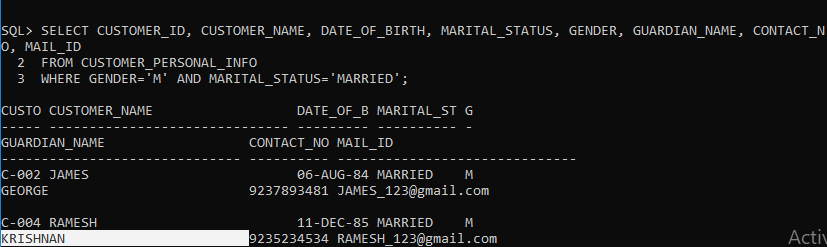 SQL> SELECT CUSTOMER_ID, CUSTOMER_NAME, DATE_OF_BIRTH, MARITAL_STATUS, GENDER, GUARDIAN_NAME, CONTACT_N
O, MAIL_ID
  2  FROM CUSTOMER_PERSONAL_INFO
  3  WHERE GENDER='M' AND MARITAL_STATUS='MARRIED';
CUSTO CUSTOMER_NAME                  DATE_OF_B MARITAL_ST G
----- ------------------------------ --------- ---------- -
GUARDIAN_NAME                  CONTACT_NO MAIL_ID
------------------------------ ---------- ------------------------------
C-002 JAMES                          06-AUG-84 MARRIED    M
GEORGE                         9237893481 JAMES_123@gmail.com
C-004 RAMESH                         11-DEC-85 MARRIED    M
KRISHNAN                       9235234534 RAMESH_123@gmail.com
Activ